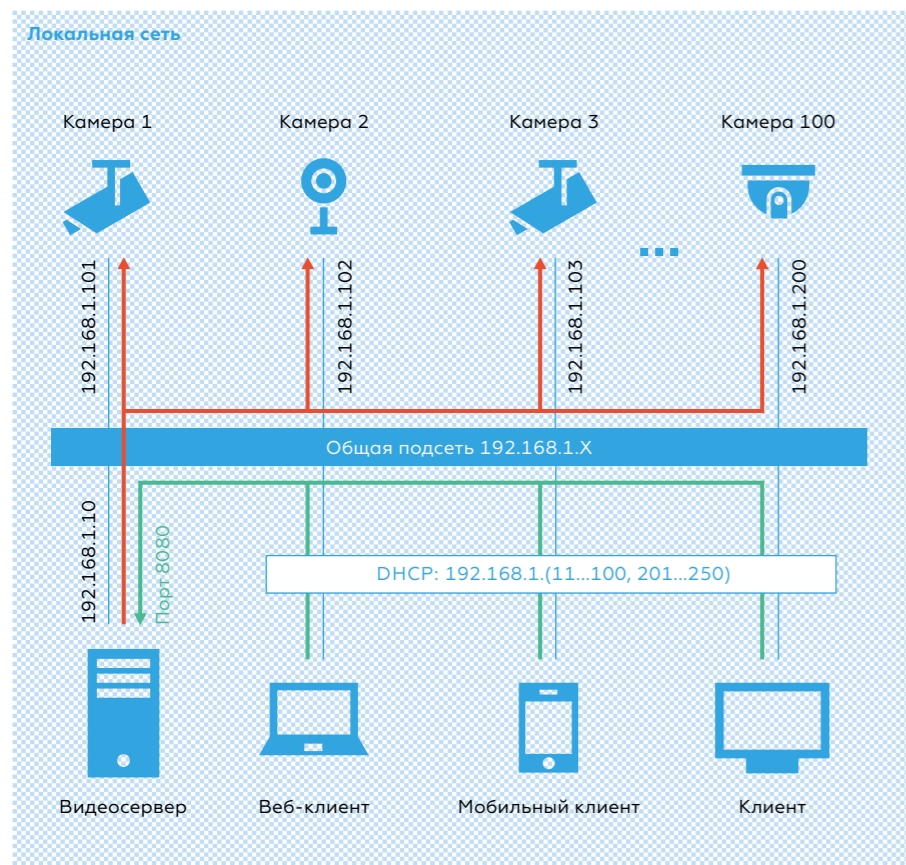 Локальная сеть
Камера 1
Камера 2
Камера 3
Камера 100
192.168.1.101
192.168.1.102
192.168.1.103
192.168.1.200
Общая подсеть 192.168.1.X
192.168.1.10
Порт 8080
DHCP: 192.168.1.(11...100, 201...250)
Видеосервер
Веб-клиент
Мобильный клиент
Клиент